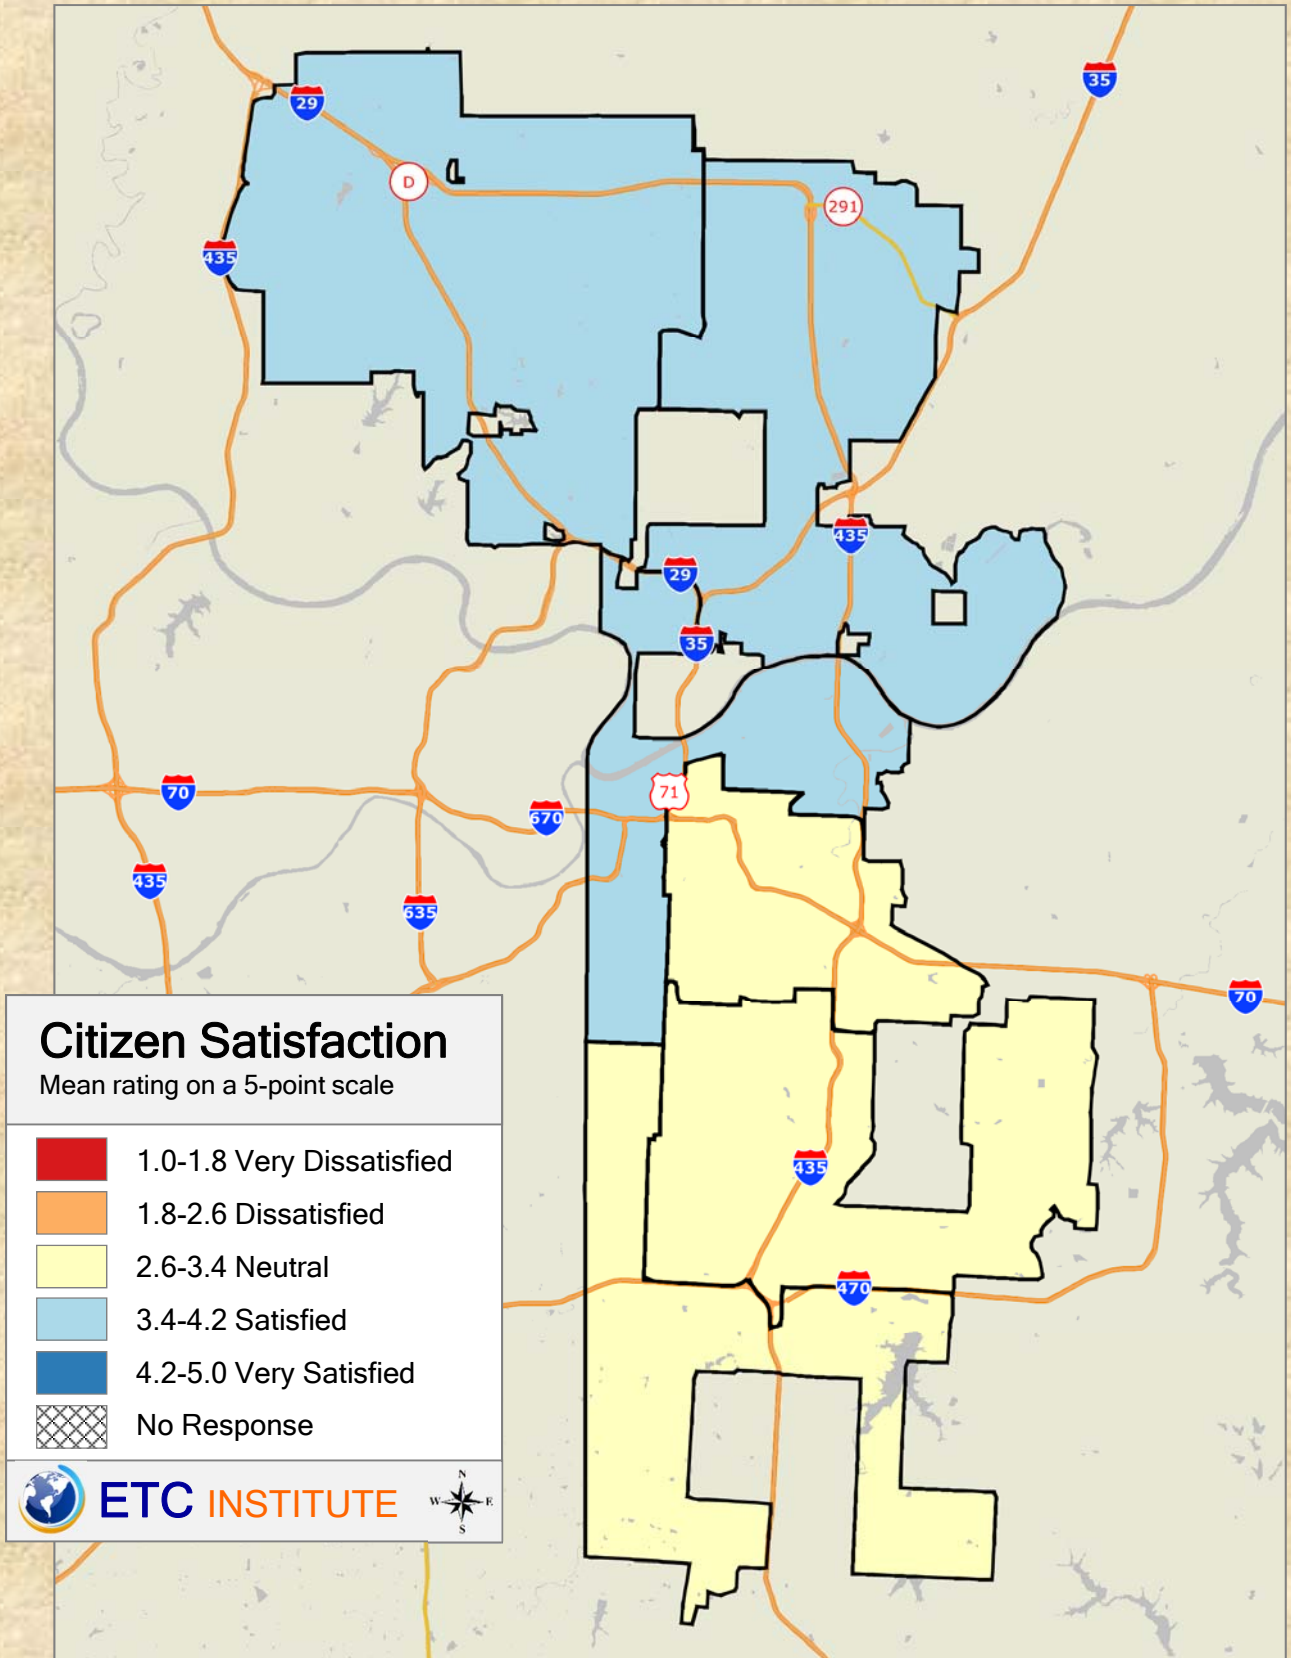 29
35
D
291
435
435
29
35
71
70
670
435
635
70
435
470
Citizen Satisfaction
Mean rating on a 5-point scale
1.0-1.8 Very Dissatisfied
1.8-2.6 Dissatisfied
2.6-3.4 Neutral
3.4-4.2 Satisfied
4.2-5.0 Very Satisfied
No Response
ETC INSTITUTE
N
W E
S